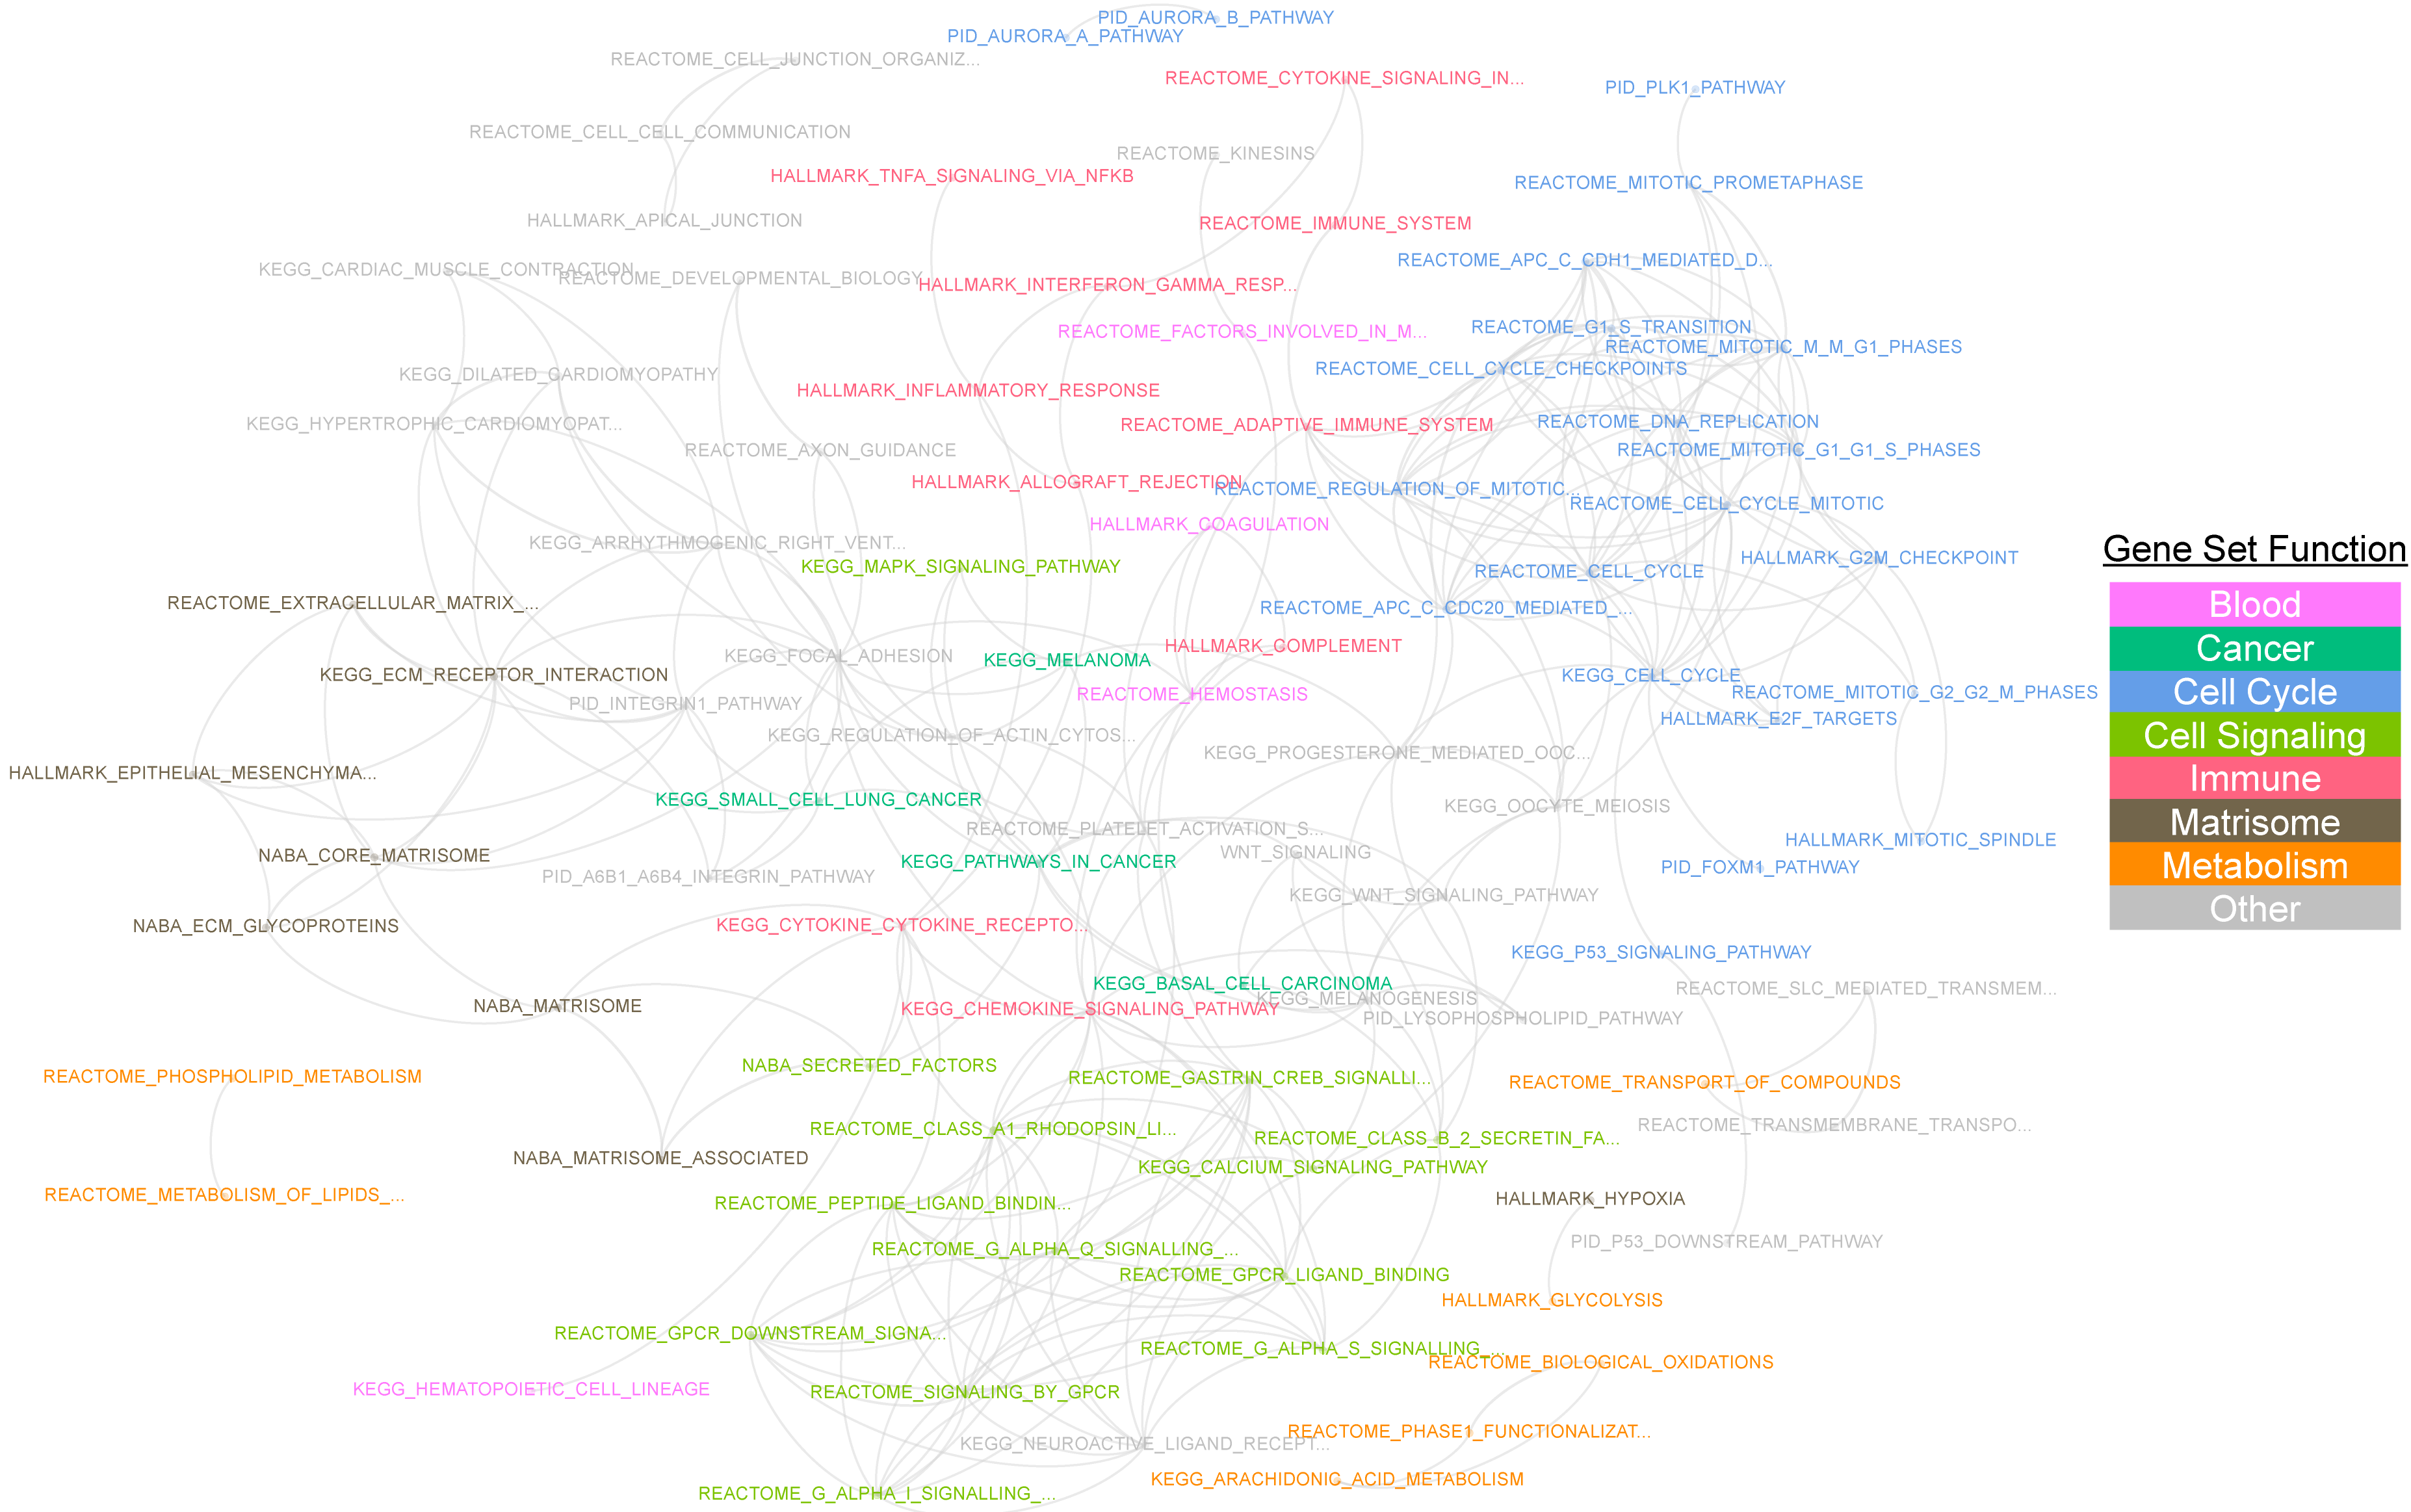 PID_AURORA_B_PATHWAY
PID_AURORA_A_PATHWAY
REACTOME_CELL_JUNCTION_ORGANIZ...
REACTOME_CYTOKINE_SIGNALING_IN...
PID_PLK1_PATHWAY
REACTOME_CELL_CELL_COMMUNICATION
REACTOME_KINESINS
HALLMARK_TNFA_SIGNALING_VIA_NFKB
REACTOME_MITOTIC_PROMETAPHASE
HALLMARK_APICAL_JUNCTION
REACTOME_IMMUNE_SYSTEM
REACTOME_APC_C_CDH1_MEDIATED_D...
KEGG_CARDIAC_MUSCLE_CONTRACTION
REACTOME_DEVELOPMENTAL_BIOLOGY
HALLMARK_INTERFERON_GAMMA_RESP...
REACTOME_FACTORS_INVOLVED_IN_M...
REACTOME_G1_S_TRANSITION
REACTOME_MITOTIC_M_M_G1_PHASES
REACTOME_CELL_CYCLE_CHECKPOINTS
KEGG_DILATED_CARDIOMYOPATHY
HALLMARK_INFLAMMATORY_RESPONSE
KEGG_HYPERTROPHIC_CARDIOMYOPAT...
REACTOME_ADAPTIVE_IMMUNE_SYSTEM
REACTOME_DNA_REPLICATION
REACTOME_AXON_GUIDANCE
REACTOME_MITOTIC_G1_G1_S_PHASES
HALLMARK_ALLOGRAFT_REJECTION
REACTOME_REGULATION_OF_MITOTIC...
REACTOME_CELL_CYCLE_MITOTIC
HALLMARK_COAGULATION
KEGG_ARRHYTHMOGENIC_RIGHT_VENT...
Gene Set Function
HALLMARK_G2M_CHECKPOINT
KEGG_MAPK_SIGNALING_PATHWAY
REACTOME_CELL_CYCLE
REACTOME_EXTRACELLULAR_MATRIX_...
REACTOME_APC_C_CDC20_MEDIATED_...
Blood
HALLMARK_COMPLEMENT
Cancer
KEGG_FOCAL_ADHESION
KEGG_MELANOMA
KEGG_ECM_RECEPTOR_INTERACTION
KEGG_CELL_CYCLE
REACTOME_HEMOSTASIS
REACTOME_MITOTIC_G2_G2_M_PHASES
Cell Cycle
PID_INTEGRIN1_PATHWAY
HALLMARK_E2F_TARGETS
KEGG_REGULATION_OF_ACTIN_CYTOS...
Cell Signaling
KEGG_PROGESTERONE_MEDIATED_OOC...
HALLMARK_EPITHELIAL_MESENCHYMA...
Immune
KEGG_SMALL_CELL_LUNG_CANCER
KEGG_OOCYTE_MEIOSIS
Matrisome
REACTOME_PLATELET_ACTIVATION_S...
HALLMARK_MITOTIC_SPINDLE
WNT_SIGNALING
NABA_CORE_MATRISOME
KEGG_PATHWAYS_IN_CANCER
PID_FOXM1_PATHWAY
Metabolism
PID_A6B1_A6B4_INTEGRIN_PATHWAY
KEGG_WNT_SIGNALING_PATHWAY
Other
NABA_ECM_GLYCOPROTEINS
KEGG_CYTOKINE_CYTOKINE_RECEPTO...
KEGG_P53_SIGNALING_PATHWAY
KEGG_BASAL_CELL_CARCINOMA
REACTOME_SLC_MEDIATED_TRANSMEM...
KEGG_MELANOGENESIS
NABA_MATRISOME
KEGG_CHEMOKINE_SIGNALING_PATHWAY
PID_LYSOPHOSPHOLIPID_PATHWAY
NABA_SECRETED_FACTORS
REACTOME_PHOSPHOLIPID_METABOLISM
REACTOME_GASTRIN_CREB_SIGNALLI...
REACTOME_TRANSPORT_OF_COMPOUNDS
REACTOME_TRANSMEMBRANE_TRANSPO...
REACTOME_CLASS_A1_RHODOPSIN_LI...
REACTOME_CLASS_B_2_SECRETIN_FA...
NABA_MATRISOME_ASSOCIATED
KEGG_CALCIUM_SIGNALING_PATHWAY
REACTOME_METABOLISM_OF_LIPIDS_...
HALLMARK_HYPOXIA
REACTOME_PEPTIDE_LIGAND_BINDIN...
PID_P53_DOWNSTREAM_PATHWAY
REACTOME_G_ALPHA_Q_SIGNALLING_...
REACTOME_GPCR_LIGAND_BINDING
HALLMARK_GLYCOLYSIS
REACTOME_GPCR_DOWNSTREAM_SIGNA...
REACTOME_G_ALPHA_S_SIGNALLING_...
REACTOME_BIOLOGICAL_OXIDATIONS
KEGG_HEMATOPOIETIC_CELL_LINEAGE
REACTOME_SIGNALING_BY_GPCR
REACTOME_PHASE1_FUNCTIONALIZAT...
KEGG_NEUROACTIVE_LIGAND_RECEPT...
KEGG_ARACHIDONIC_ACID_METABOLISM
REACTOME_G_ALPHA_I_SIGNALLING_...